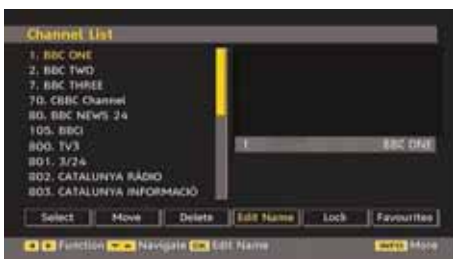 Channel List
1. BBC ONE
2. BBC TWO
7. BBC THREE
70. CBBC Channel
80. BBC NEWS 24
105. BBCi
800. TV3
801. 3/24
802. CATALUNYA RÀDIO
803. CATALUNYA INFORMACIÓ
1 BBC ONE
Select Move Delete Edit Name Lock Favourites
Function Navigate OK Edit Name INFO More